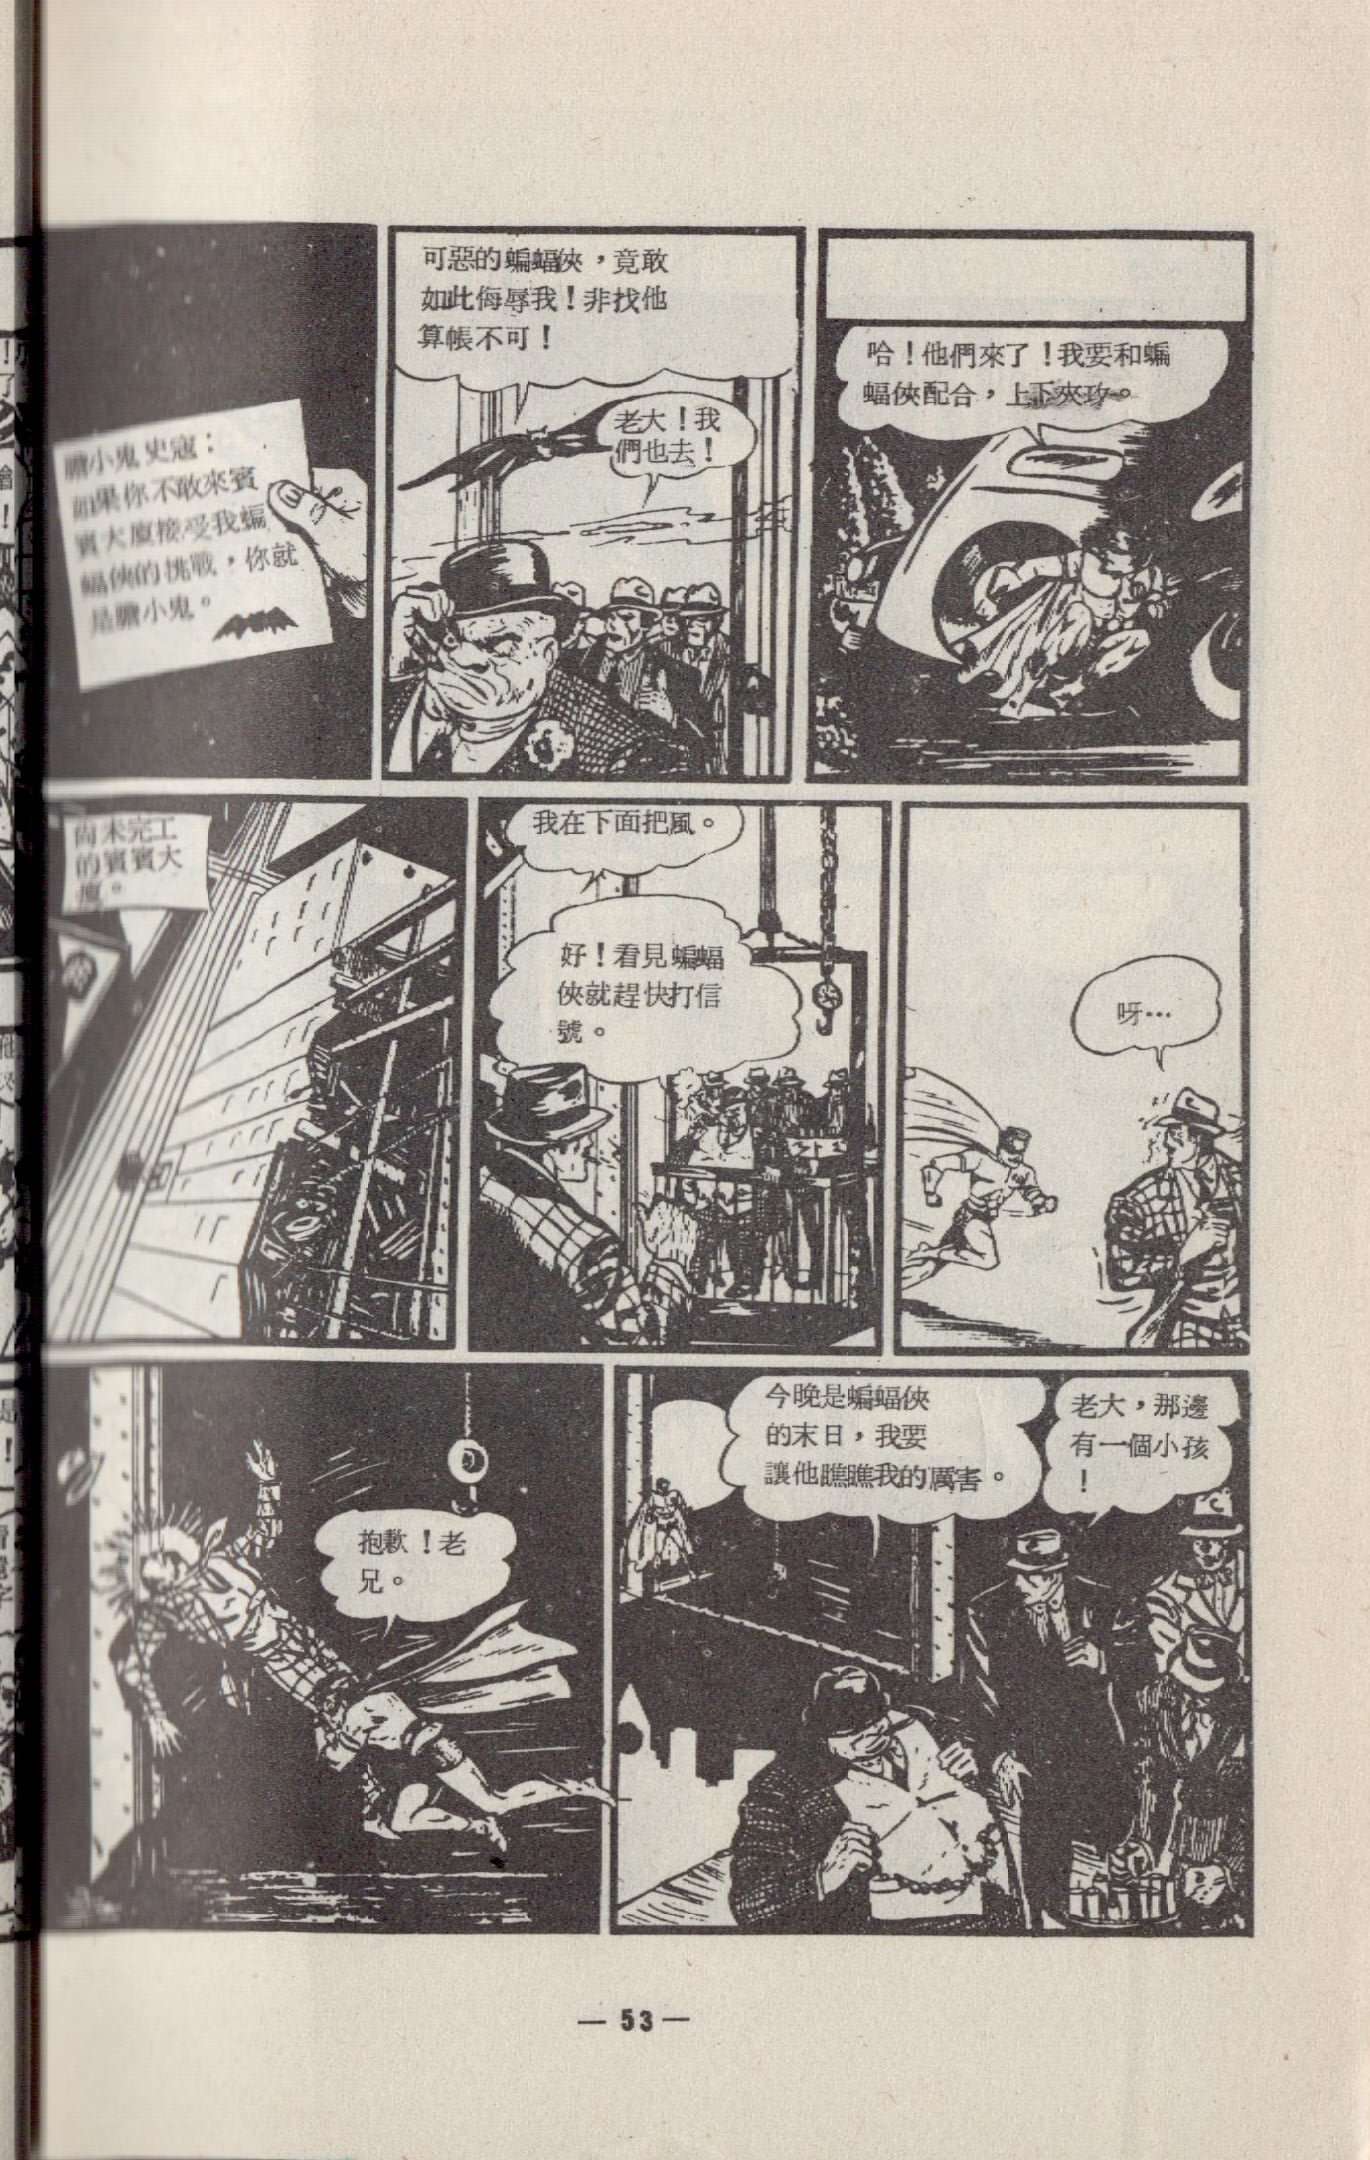 膽小鬼史寇：
如果你不敢來賓
賓大廈接受我蝙
蝠俠的挑戰，你就
是膽小鬼。
可惡的蝙蝠俠，竟敢
如此侮辱我！非找他
算帳不可！
老大！我
們也去！
哈！他們來了！我要和蝙
蝠俠配合，上下夾攻。
尚未完工
的賓賓大
廈。
我在下面把風。
好！看見蝙蝠
俠就趕快打信
號。
呀…
抱歉！老
兄。
今晚是蝙蝠俠
的末日，我要
讓他瞧瞧我的厲害。
老大，那邊
有一個小孩
！
— 53 —